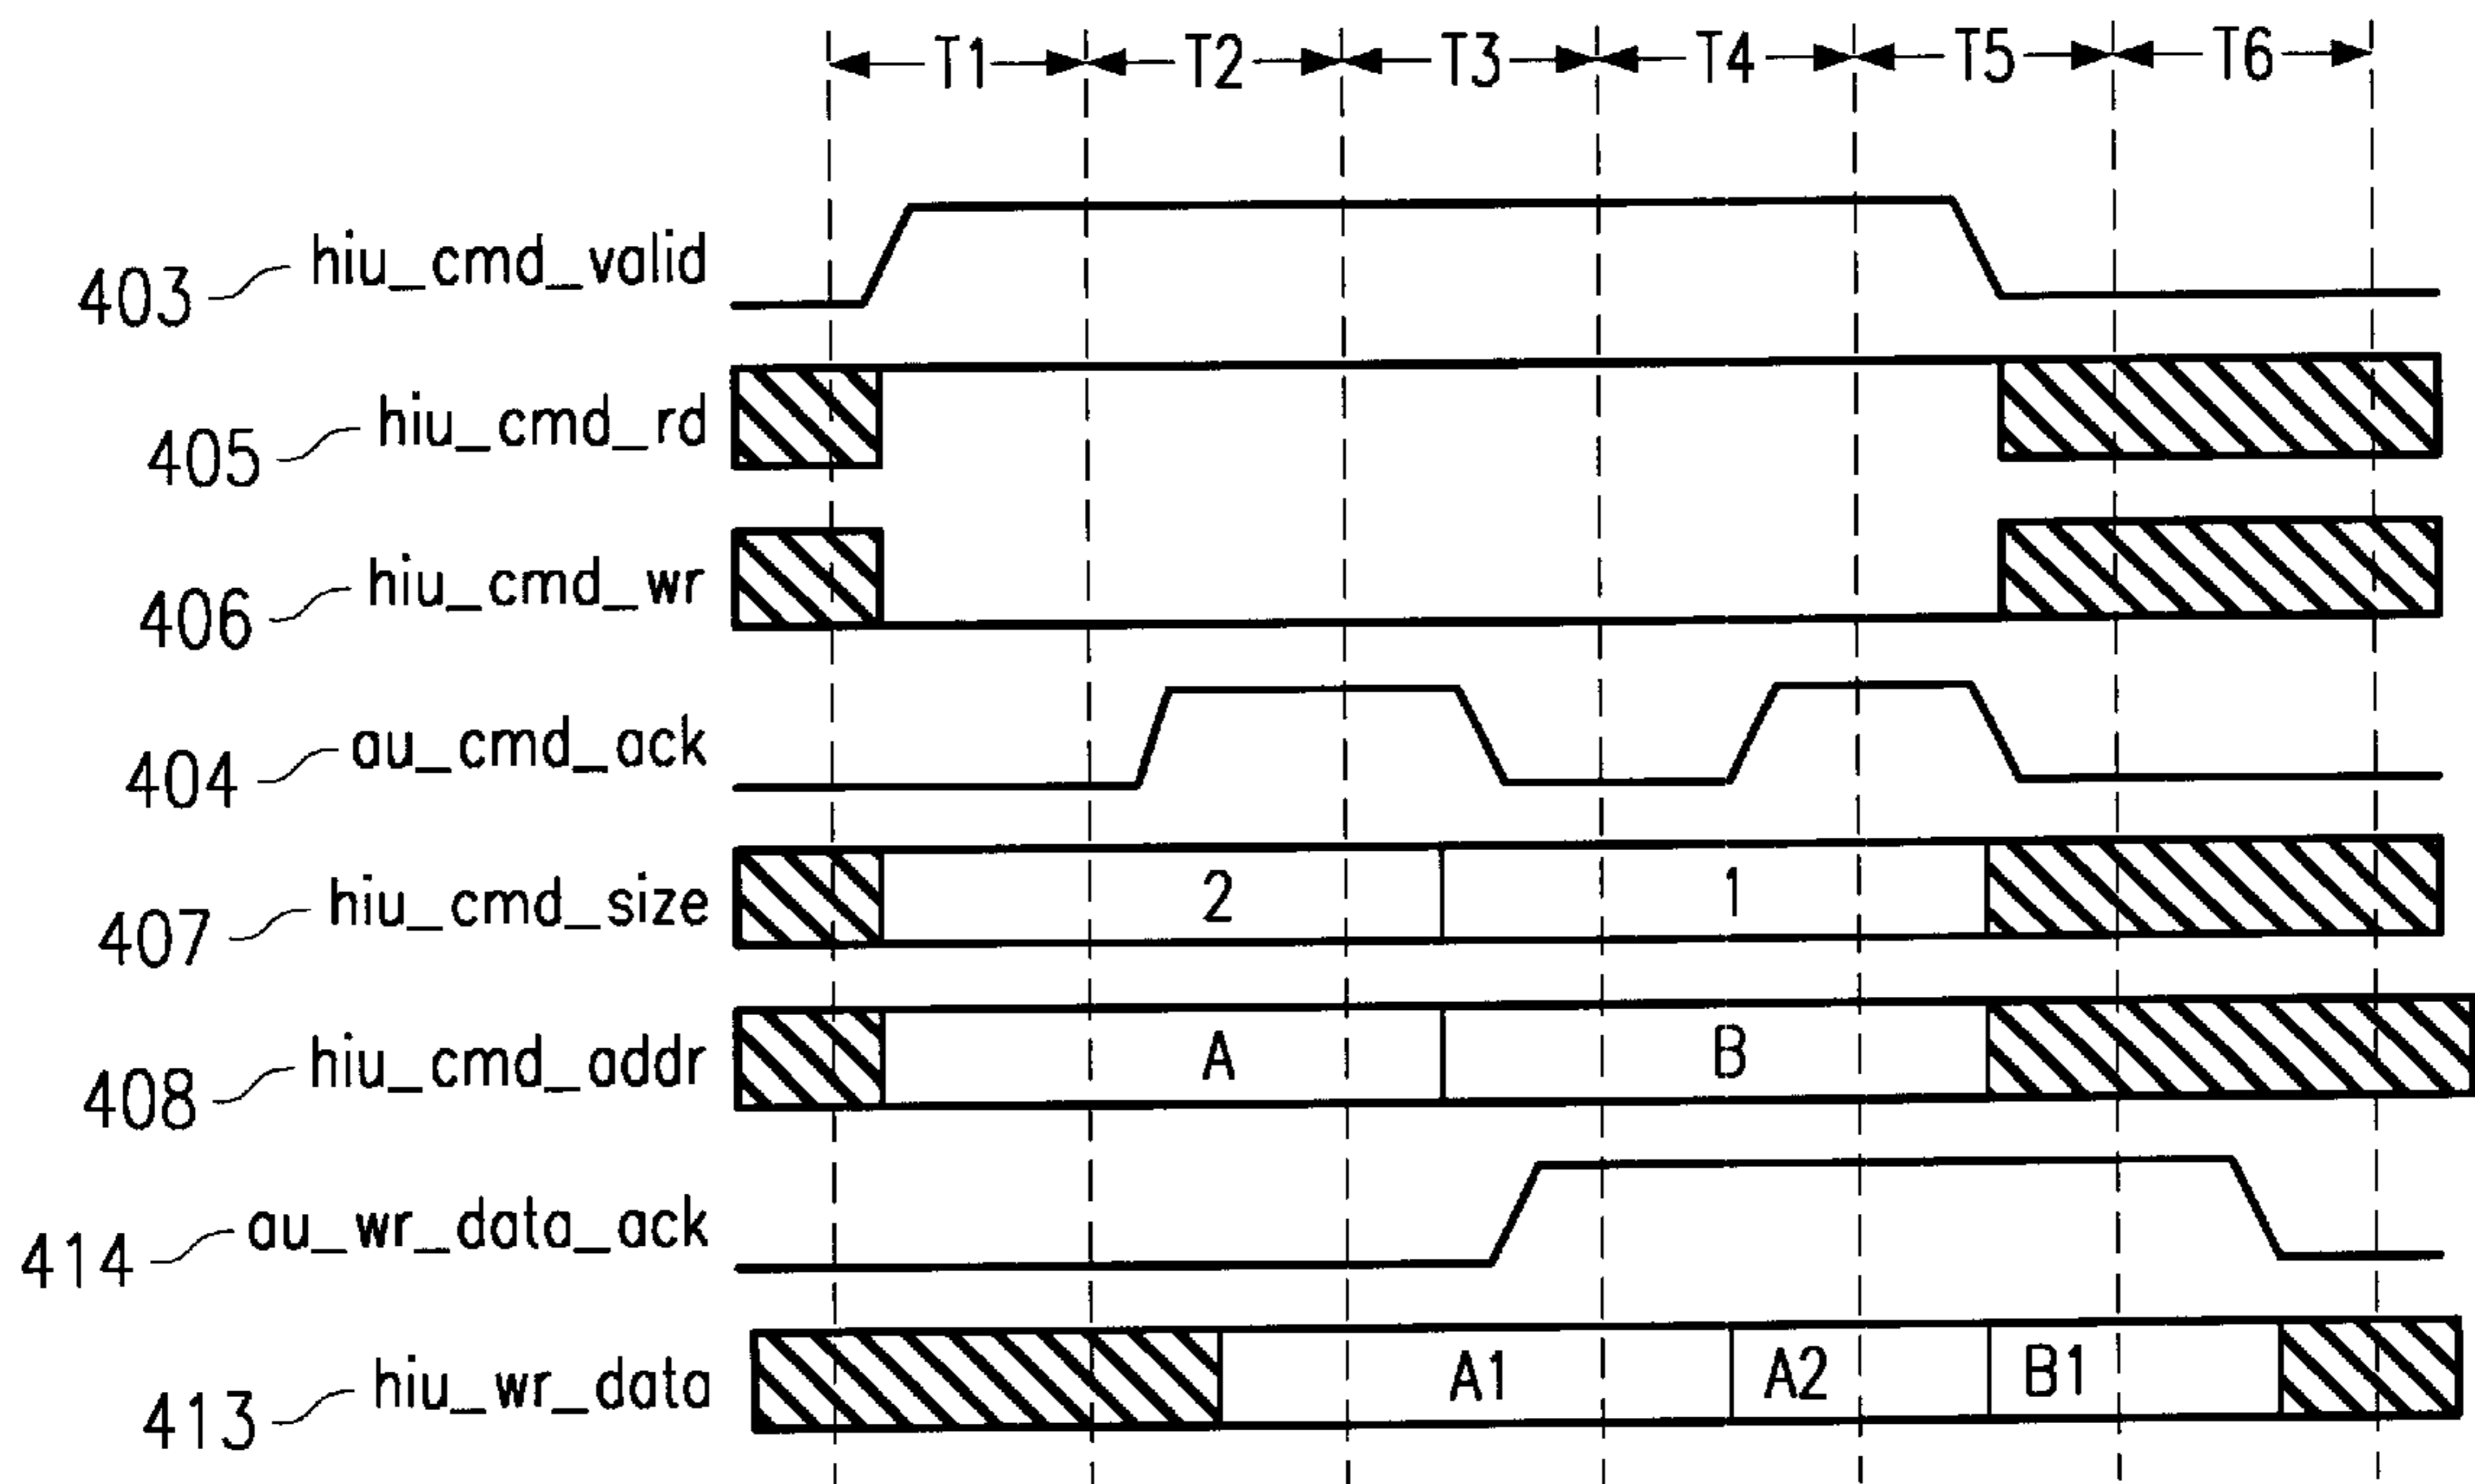 T1 T2 T3 T4 T5 T6
403 hiu_cmd_valid
405 hiu_cmd_rd
406 hiu_cmd_wr
404 au_cmd_ack
407 hiu_cmd_size 2 1
408 hiu_cmd_addr A B
414 au_wr_data_ack
413 hiu_wr_data A1 A2 B1